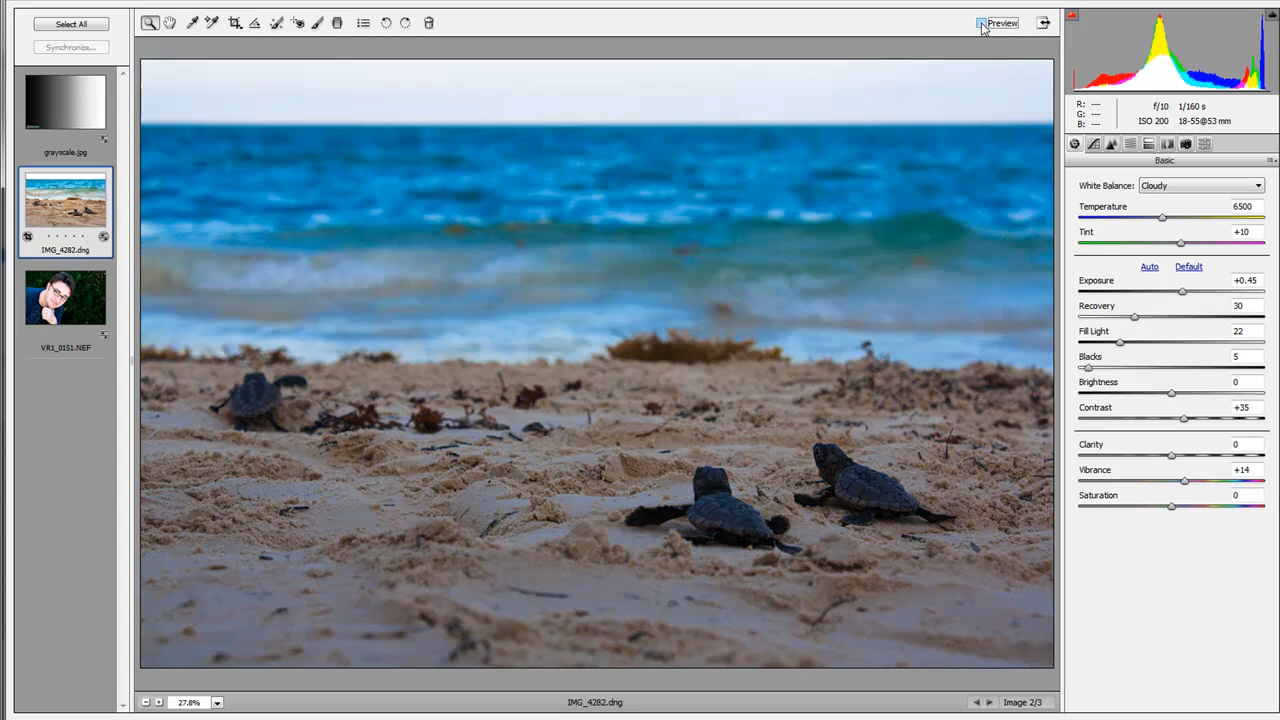 Select All
Synchronize...
grayscale.jpg
IMG_4282.dng
VR1_0151.NEF
Preview
27.8%
IMG_4282.dng
Image 2/3
R: ---
G: ---
B: ---
f/10 1/160 s
ISO 200 18-55@53 mm
Basic
White Balance: Cloudy
Temperature 6500
Tint +10
Auto Default
Exposure +0.45
Recovery 30
Fill Light 22
Blacks 5
Brightness 0
Contrast +35
Clarity 0
Vibrance +14
Saturation 0